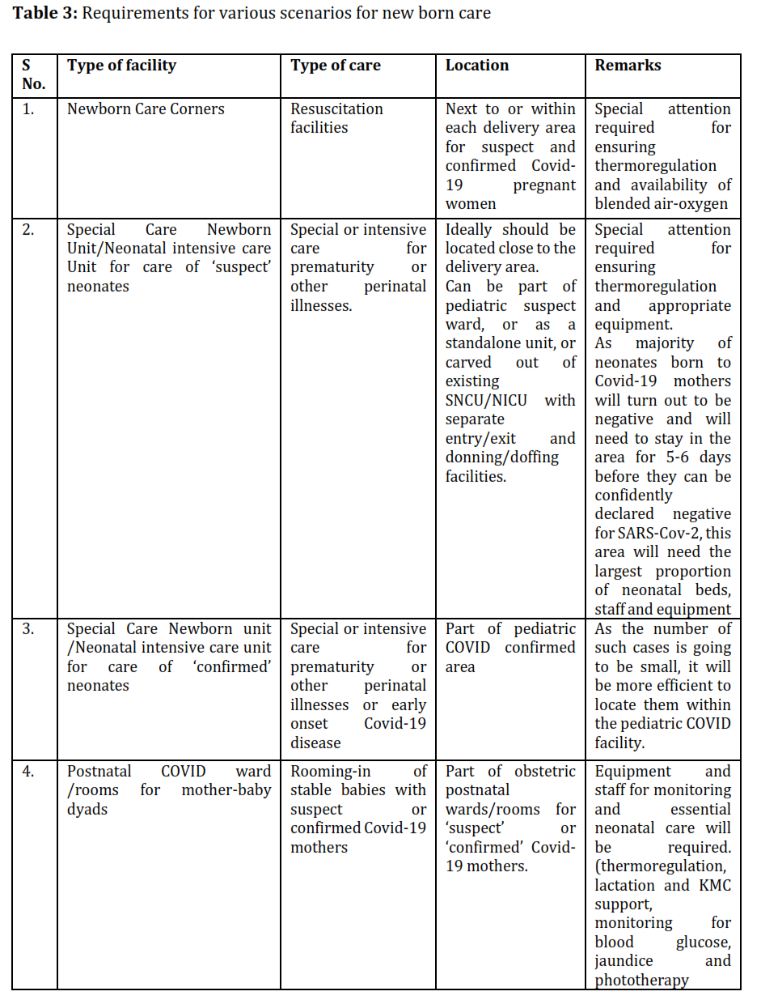 Table 3: Requirements for various scenarios for new born care
S
No.
Type of facility
Type of care
Location
Remarks
1.
Newborn Care Corners
Resuscitation
facilities
Next to or within
each delivery area
for suspect and
confirmed Covid-
19 pregnant
women
Special attention
required for
ensuring
thermoregulation
and availability of
blended air-oxygen
2.
Special Care Newborn
Unit/Neonatal intensive care
Unit for care of ‘suspect’
neonates
Special or intensive
care for
prematurity or
other perinatal
illnesses.
Ideally should be
located close to the
delivery area.
Can be part of
pediatric suspect
ward, or as a
standalone unit, or
carved out of
existing
SNCU/NICU with
separate
entry/exit and
donning/doffing
facilities.
Special attention
required for
ensuring
thermoregulation
and appropriate
equipment.
As majority of
neonates born to
Covid-19 mothers
will turn out to be
negative and will
need to stay in the
area for 5-6 days
before they can be
confidently
declared negative
for SARS-Cov-2, this
area will need the
largest proportion
of neonatal beds,
staff and equipment
3.
Special Care Newborn unit
/Neonatal intensive care unit
for care of ‘confirmed’
neonates
Special or intensive
care for
prematurity or
other perinatal
illnesses or early
onset Covid-19
disease
Part of pediatric
COVID confirmed
area
As the number of
such cases is going
to be small, it will
be more efficient to
locate them within
the pediatric COVID
facility.
4.
Postnatal COVID ward
/rooms for mother-baby
dyads
Rooming-in of
stable babies with
suspect or
confirmed Covid-19
mothers
Part of obstetric
postnatal
wards/rooms for
‘suspect’ or
‘confirmed’ Covid-
19 mothers.
Equipment and
staff for monitoring
and essential
neonatal care will
be required.
(thermoregulation,
lactation and KMC
support,
monitoring for
blood glucose,
jaundice and
phototherapy